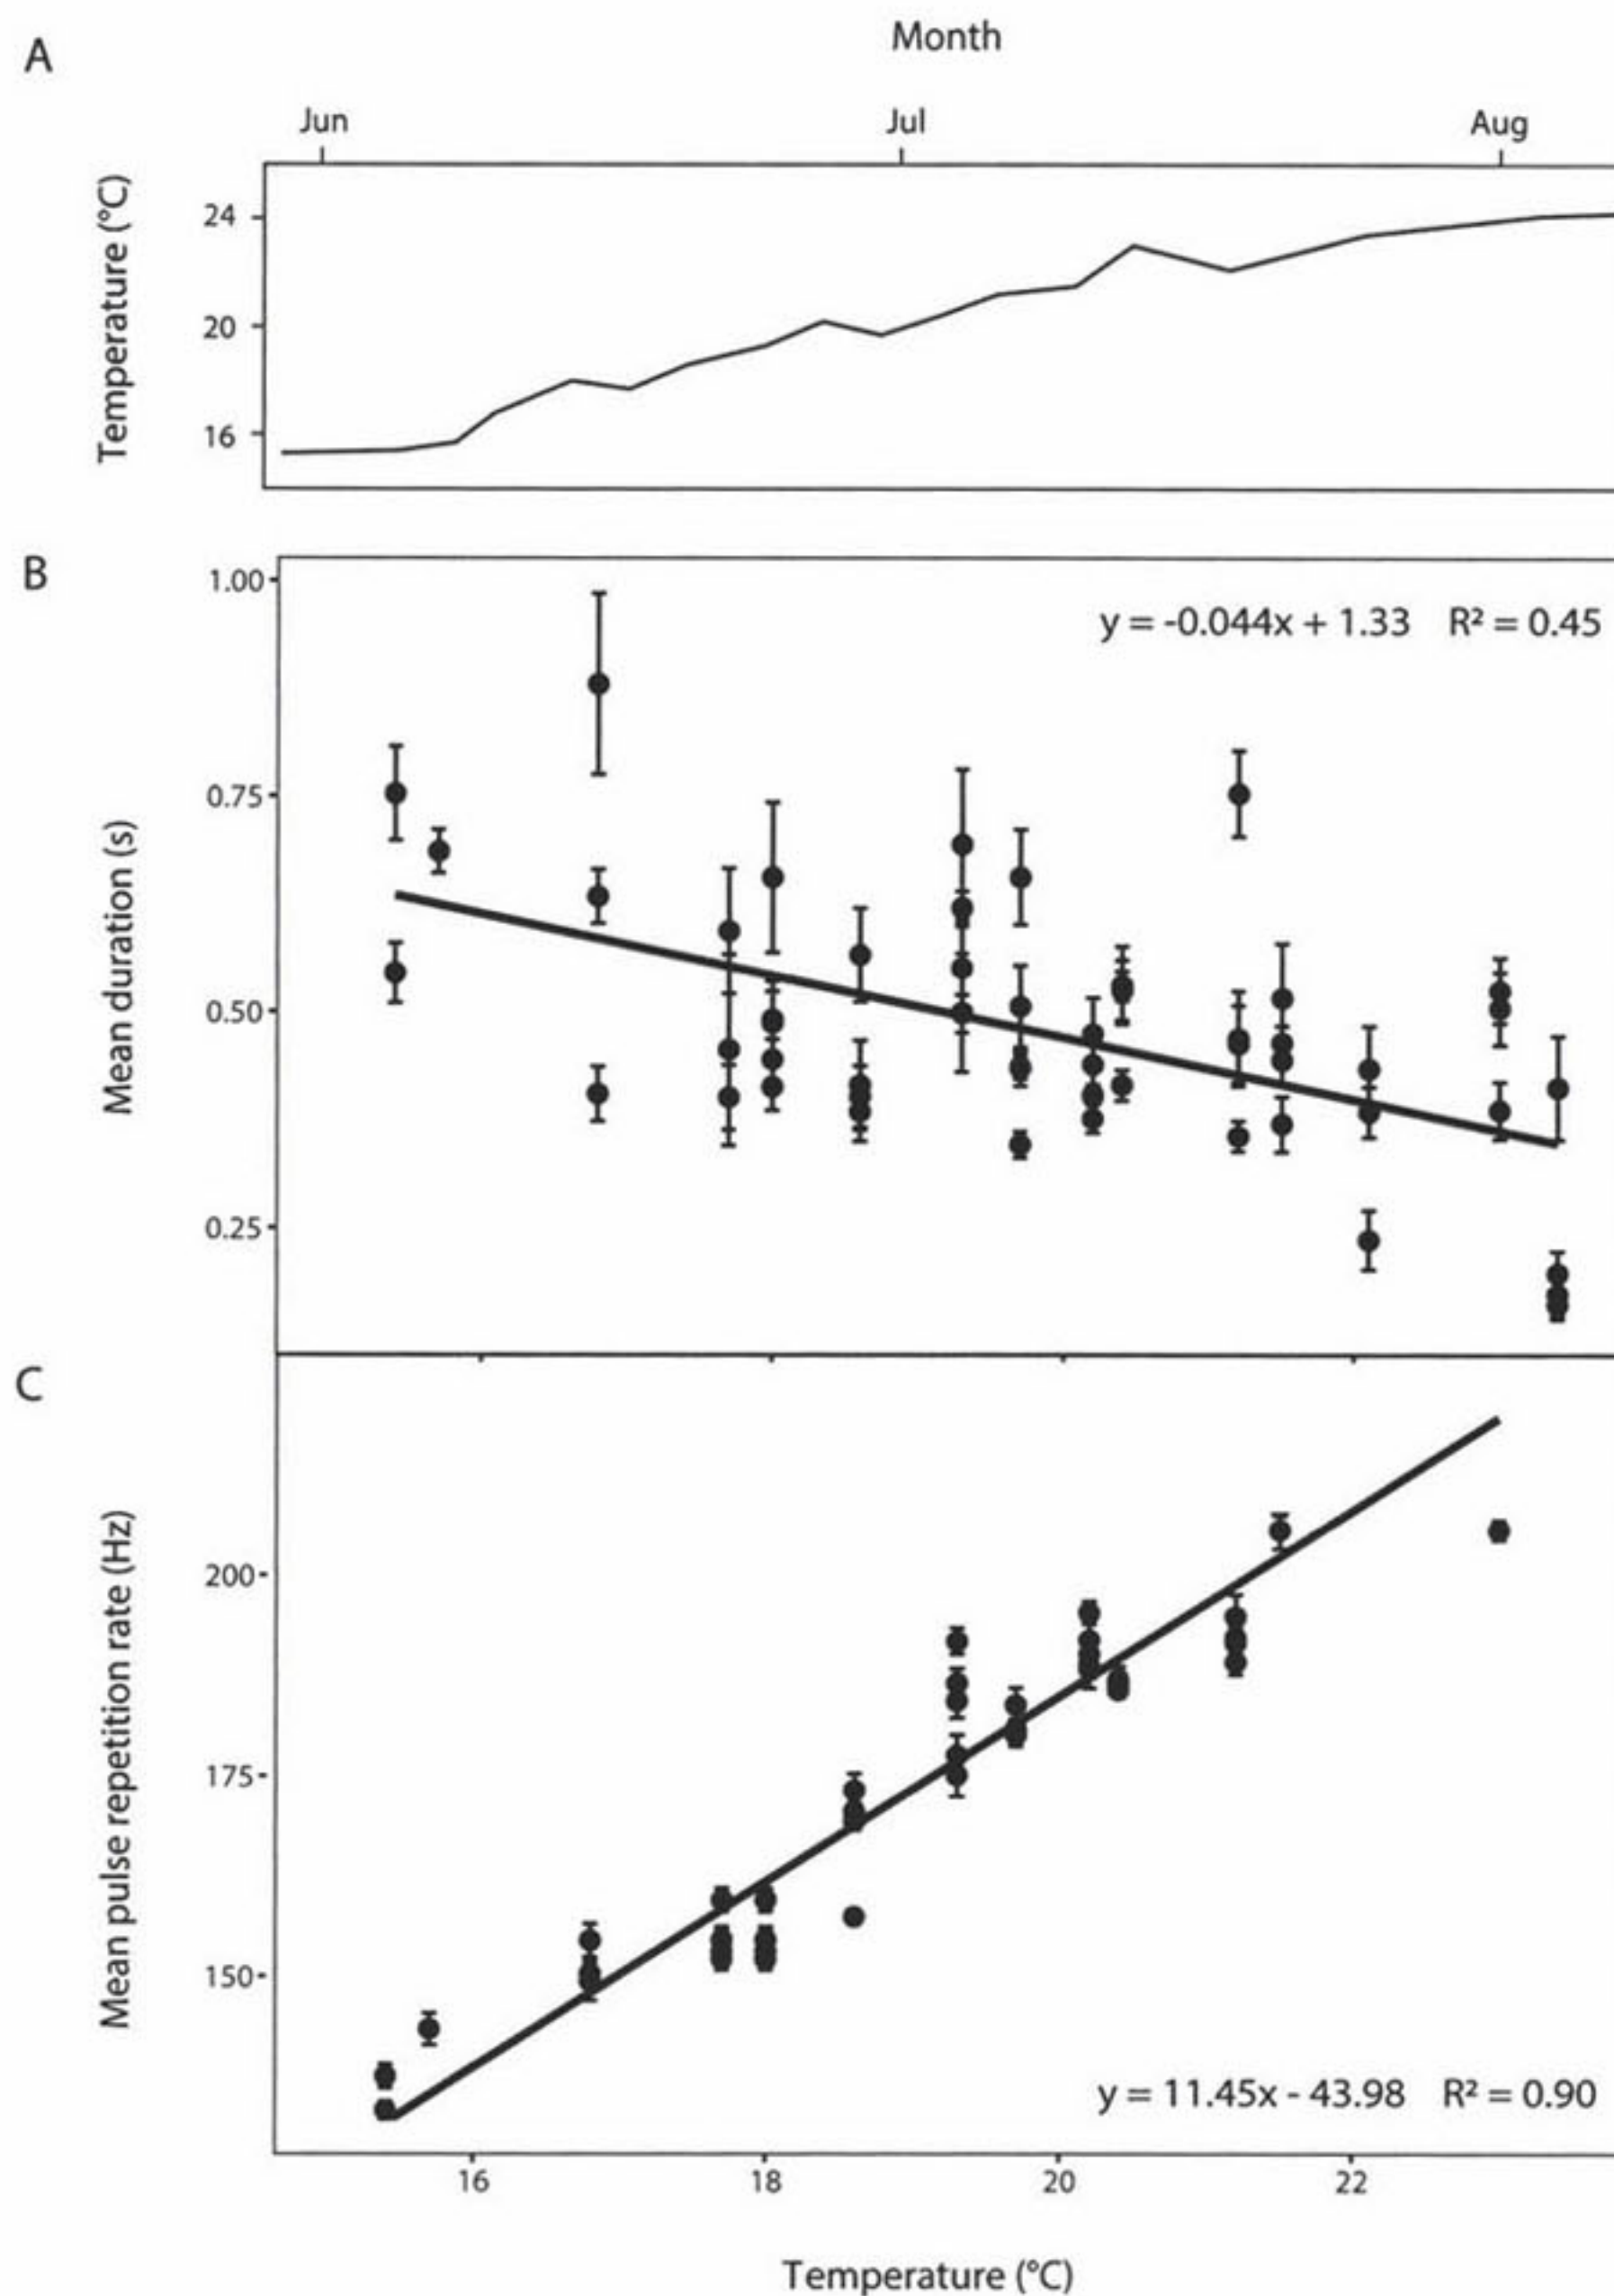 A
Month
Jun Jul Aug
Temperature (°C)
24
20
16
B
y = -0.044x + 1.33 R² = 0.45
Mean duration (s)
1.00
0.75
0.50
0.25
C
Mean pulse repetition rate (Hz)
200
175
150
y = 11.45x - 43.98 R² = 0.90
16 18 20 22
Temperature (°C)